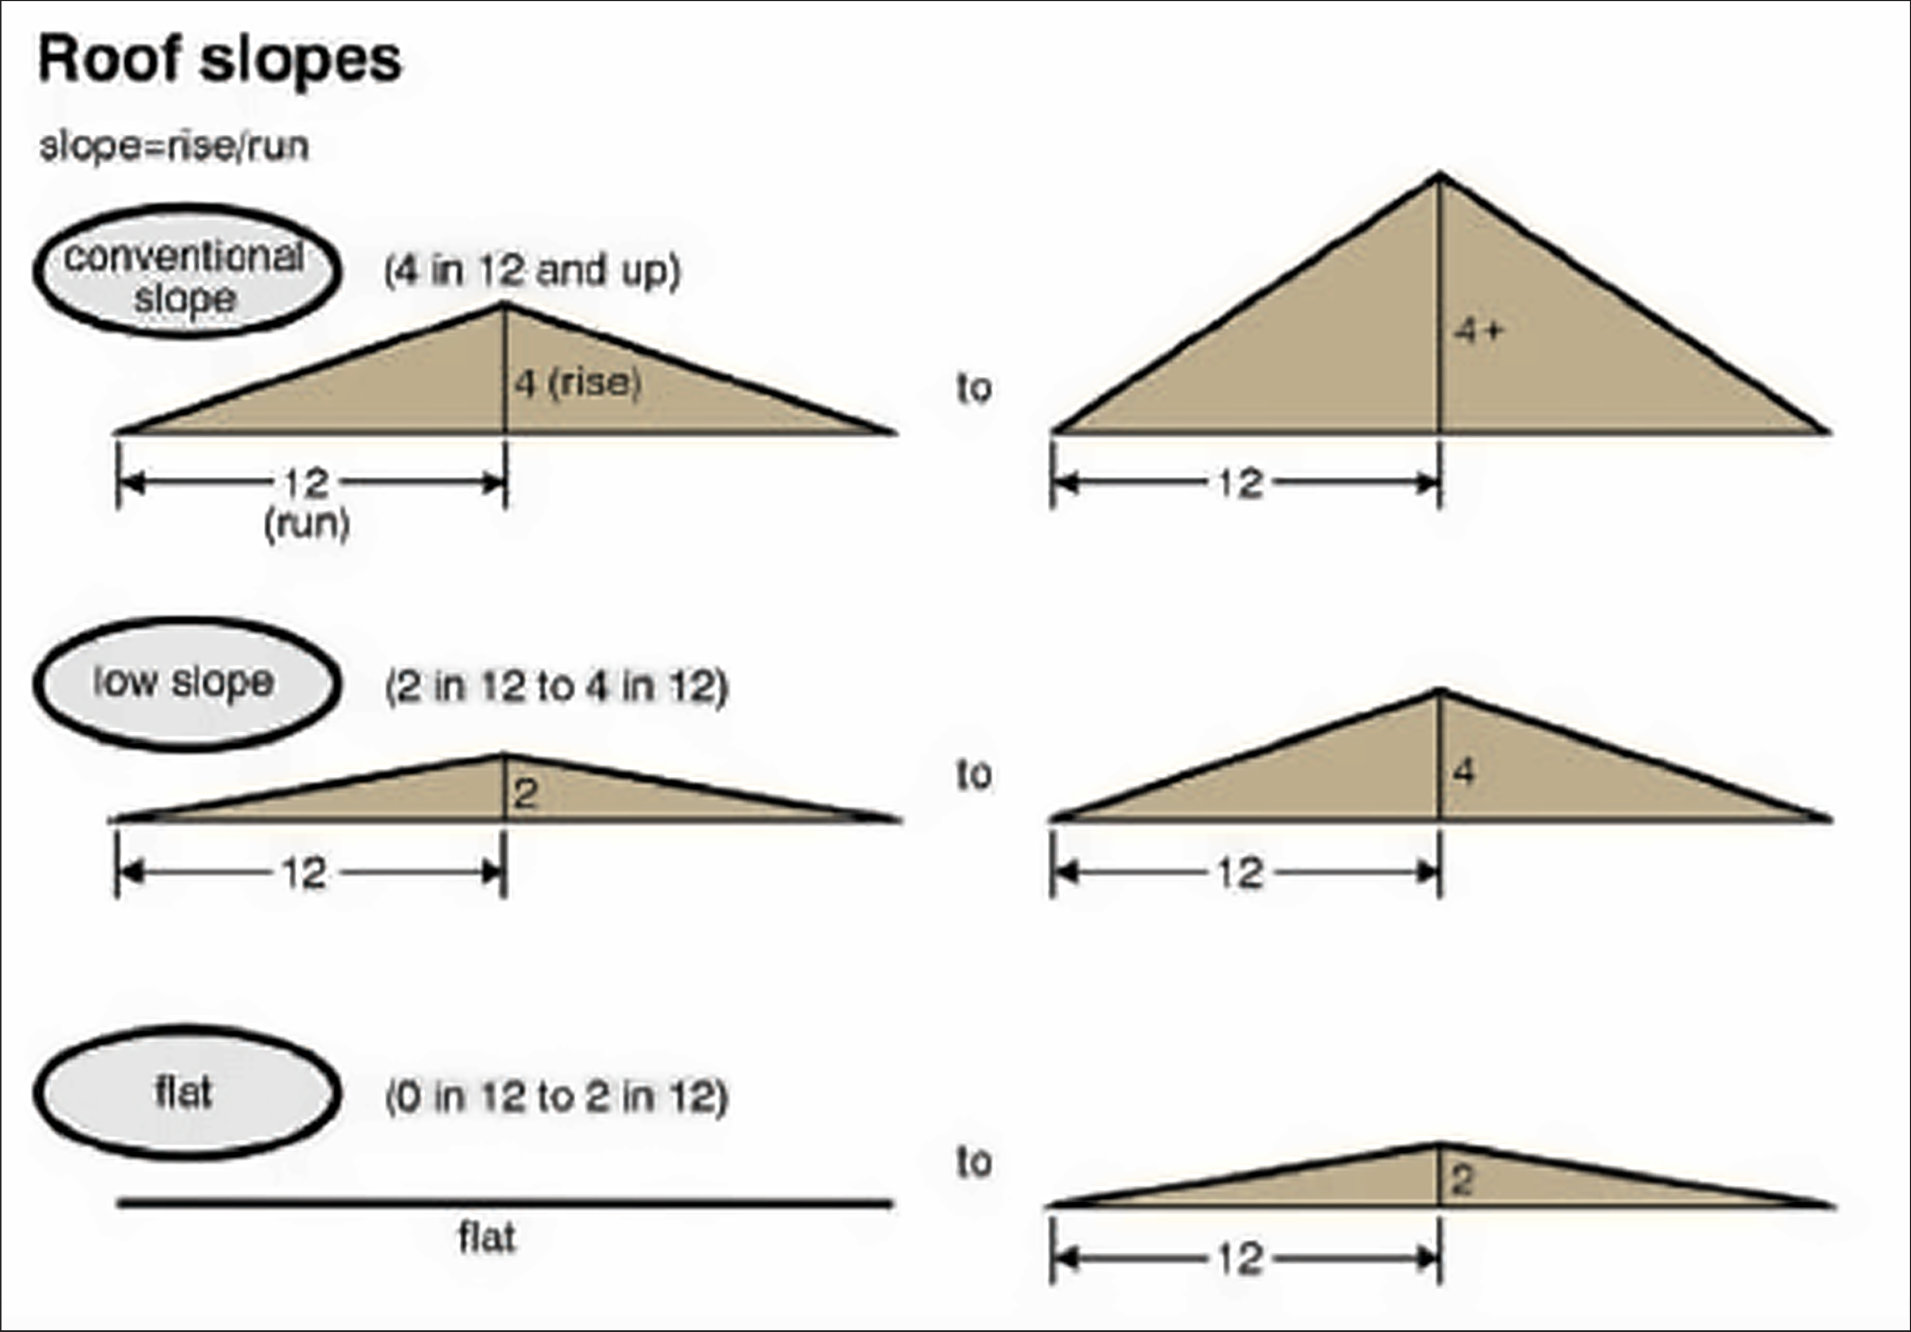 Roof slopes
slope=rise/run
conventional
slope
(4 in 12 and up)
4 (rise)
12
(run)
to
4+
12
low slope
(2 in 12 to 4 in 12)
2
12
to
4
12
flat
(0 in 12 to 2 in 12)
flat
to
2
12